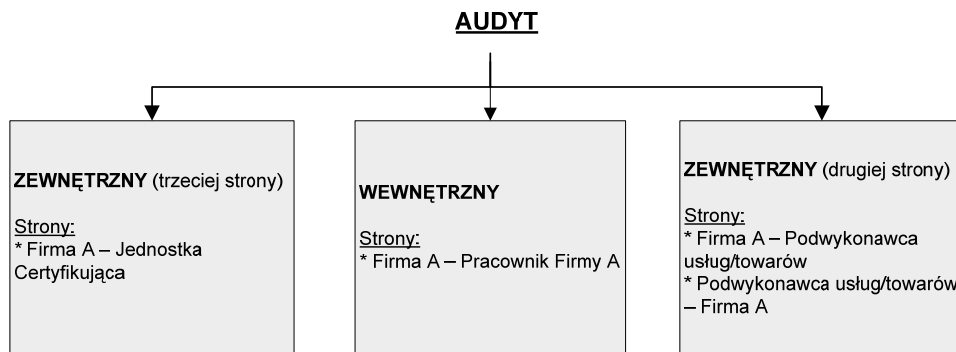 AUDYT
ZEWNĘTRZNY (trzeciej strony)
Strony:
* Firma A – Jednostka
Certyfikująca
WEWNĘTRZNY
Strony:
* Firma A – Pracownik Firmy A
ZEWNĘTRZNY (drugiej strony)
Strony:
* Firma A – Podwykonawca
usług/towarów
* Podwykonawca usług/towarów
– Firma A